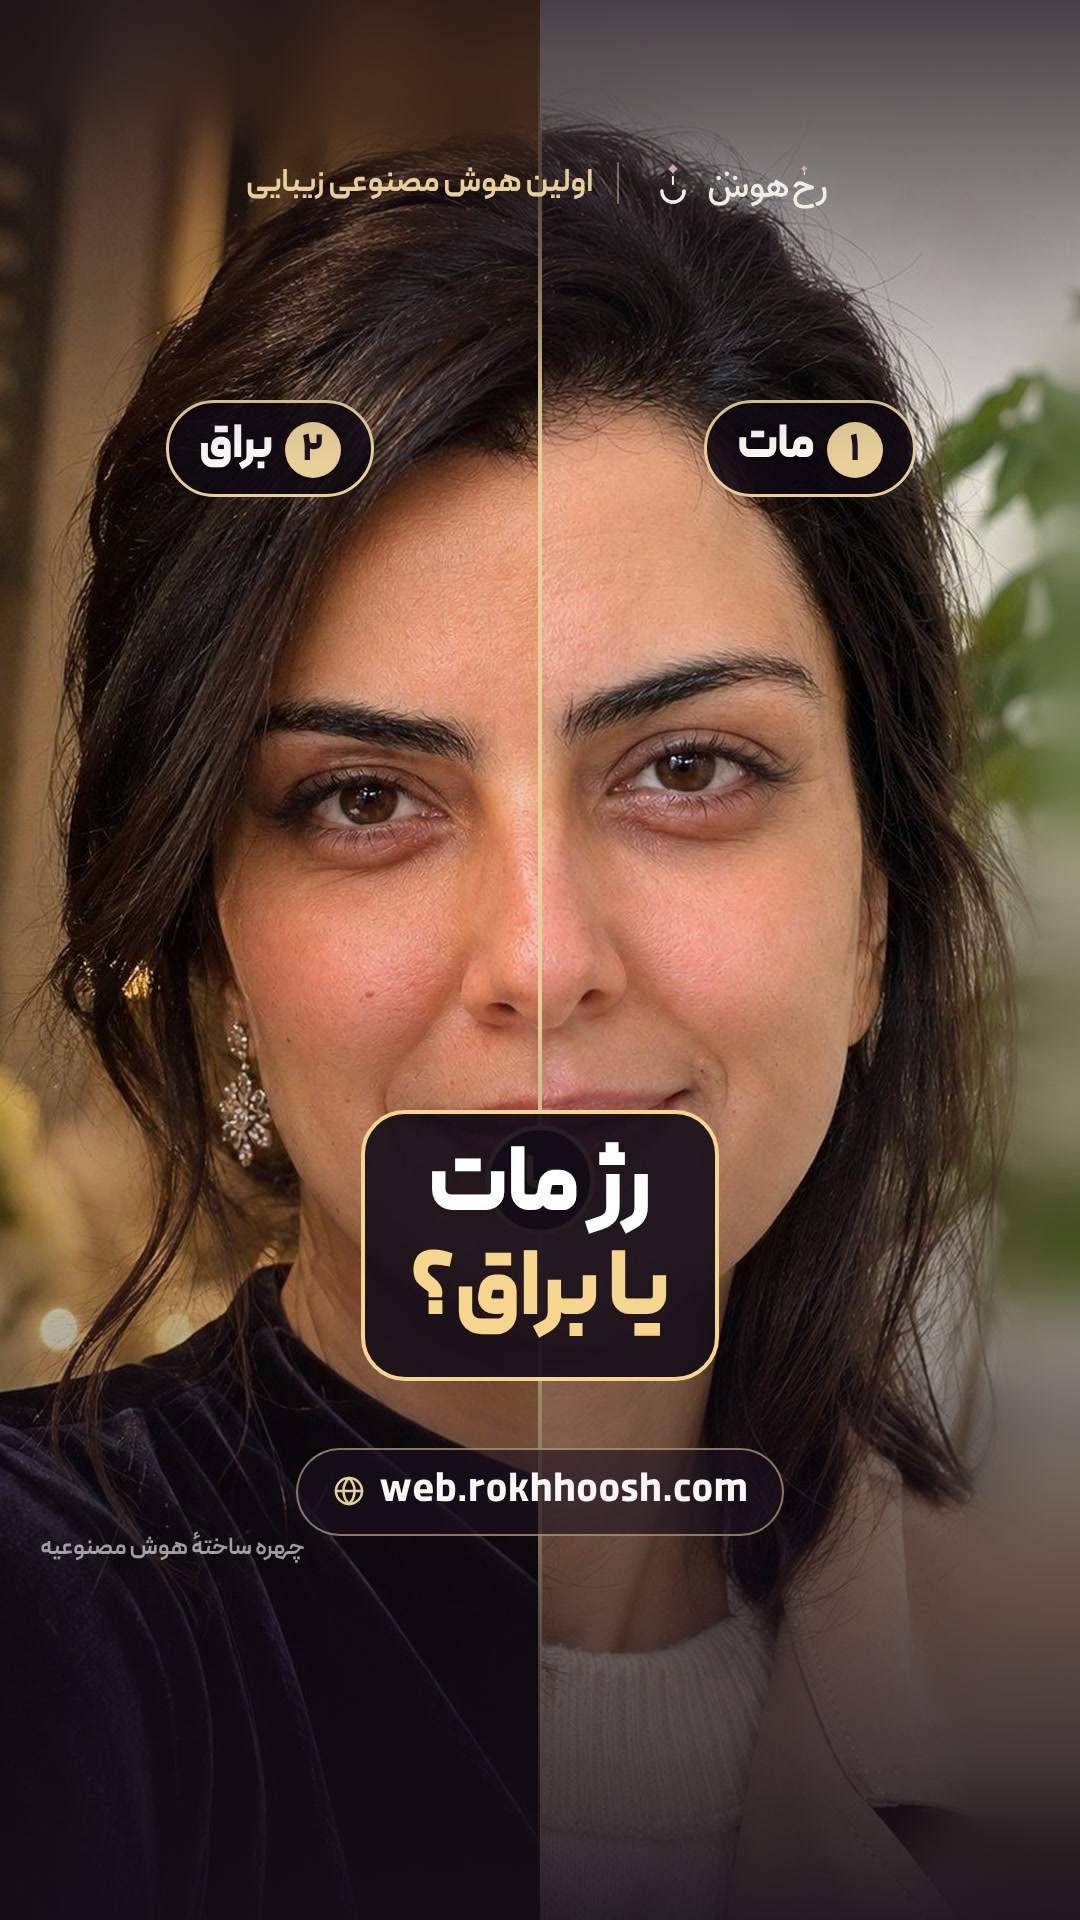 رخ هوش ن | اولین هوش مصنوعی زیبایی
۱ مات
۲ براق
رژ مات
یا براق؟
web.rokhhoosh.com
چهره ساختهٔ هوش مصنوعیه